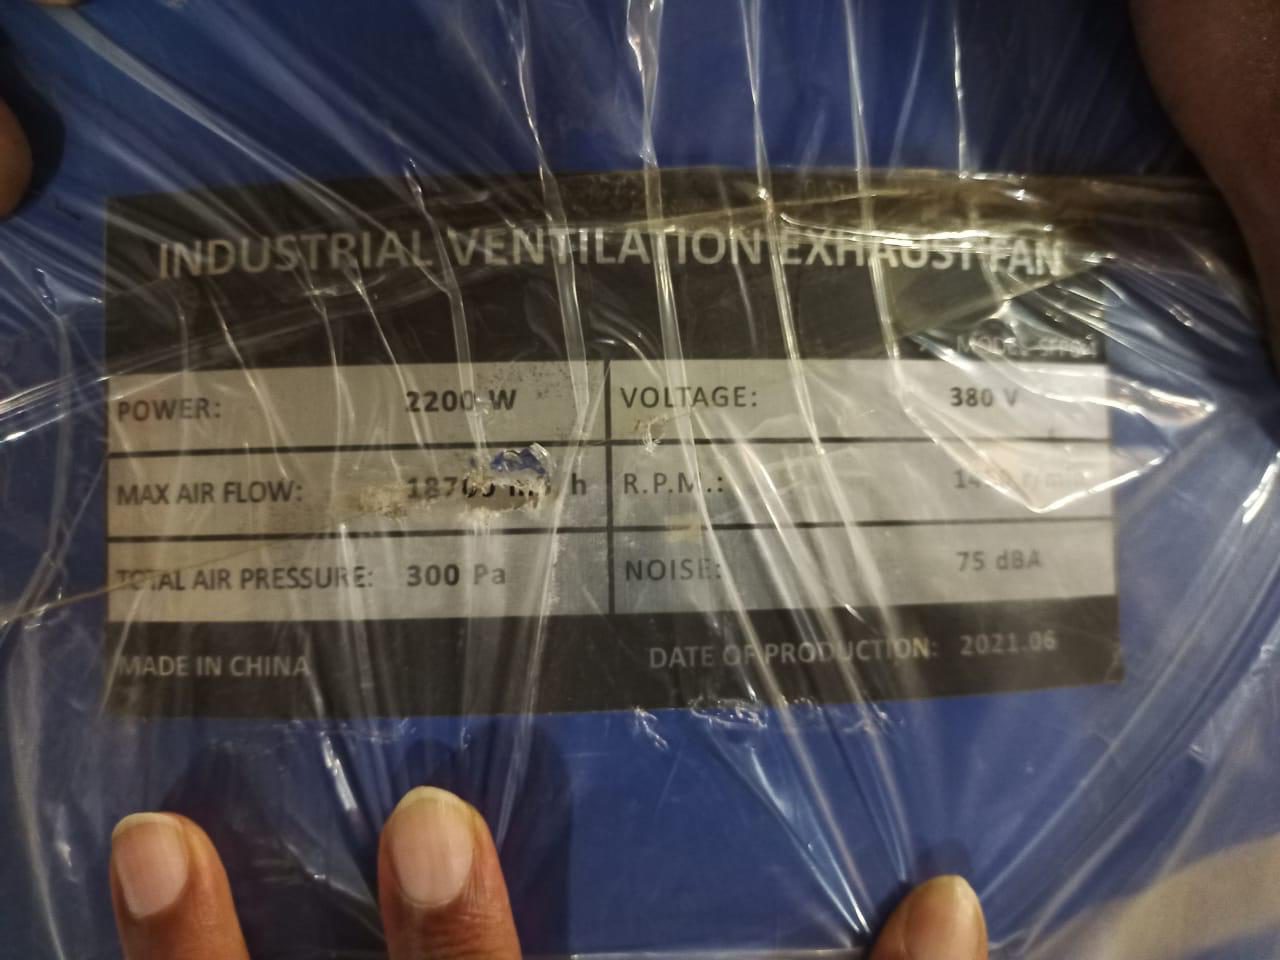 INDUSTRIAL VENTILATION EXHAUST FAN
MODEL
POWER: 2200 W VOLTAGE: 380 V
MAX AIR FLOW: h R.P.M.:
TOTAL AIR PRESSURE: 300 Pa NOISE: 75 dBA
MADE IN CHINA DATE OF PRODUCTION: 2021.06